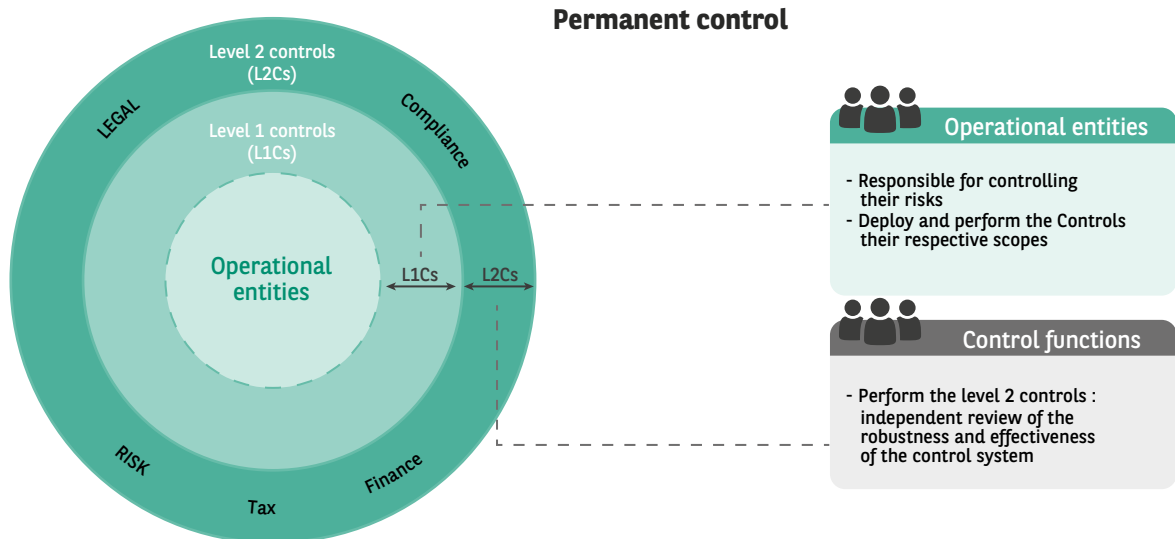 Permanent control
Level 2 controls
(L2Cs)
LEGAL
Compliance
Level 1 controls
(L1Cs)
Operational
entities
L1Cs
L2Cs
RISK
Tax
Finance
Operational entities
- Responsible for controlling
their risks
- Deploy and perform the Controls
their respective scopes
Control functions
- Perform the level 2 controls :
independent review of the
robustness and effectiveness
of the control system